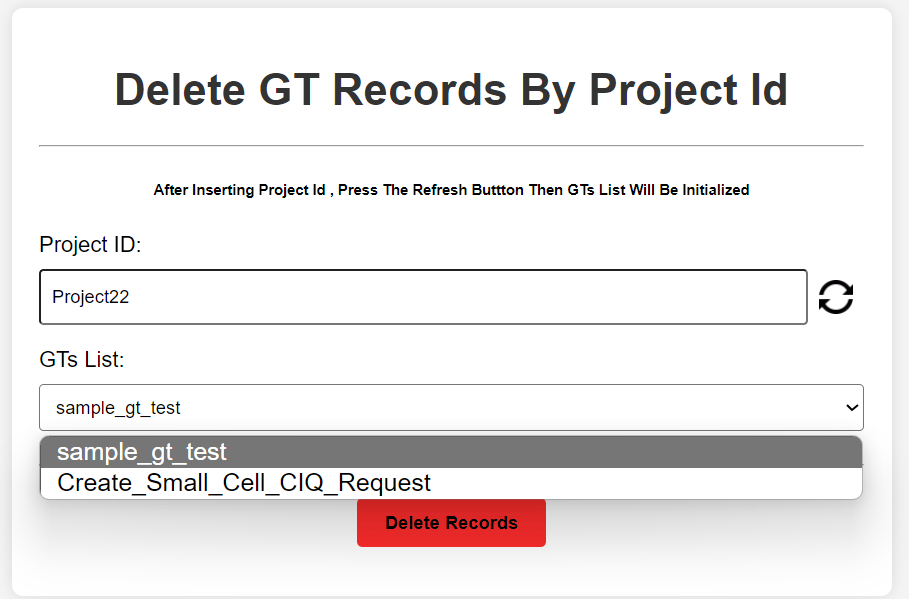 Delete GT Records By Project Id
After Inserting Project Id , Press The Refresh Buttton Then GTs List Will Be Initialized
Project ID:
Project22
GTs List:
sample_gt_test
sample_gt_test
Create_Small_Cell_CIQ_Request
Delete Records